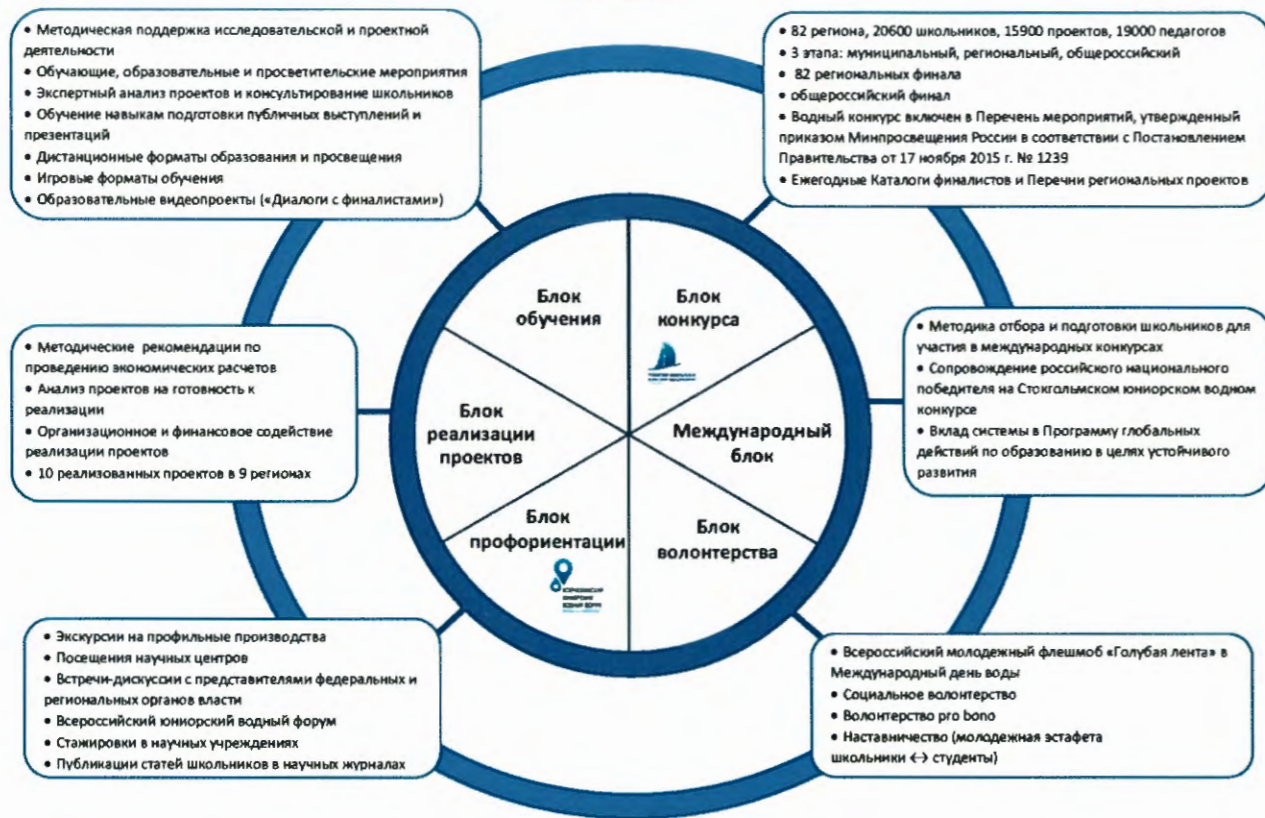 • Методическая поддержка исследовательской и проектной
деятельности
• Обучающие, образовательные и просветительские мероприятия
• Экспертный анализ проектов и консультирование школьников
• Обучение навыкам подготовки публичных выступлений и
презентаций
• Дистанционные форматы образования и просвещения
• Игровые форматы обучения
• Образовательные видеопроекты («Диалоги с финалистами»)
• 82 региона, 20600 школьников, 15900 проектов, 19000 педагогов
• 3 этапа: муниципальный, региональный, общероссийский
• 82 региональных финала
• общероссийский финал
• Водный конкурс включен в Перечень мероприятий, утвержденный
приказом Минпросвещения России в соответствии с Постановлением
Правительства от 17 ноября 2015 г. № 1239
• Ежегодные Каталоги финалистов и Перечни региональных проектов
Блок
обучения
Блок
конкурса
• Методические рекомендации по
проведению экономических расчетов
• Анализ проектов на готовность к
реализации
• Организационное и финансовое содействие
реализации проектов
• 10 реализованных проектов в 9 регионах
Блок
реализации
проектов
Международный
блок
• Методика отбора и подготовки школьников для
участия в международных конкурсах
• Сопровождение российского национального
победителя на Стокгольмском юниорском водном
конкурсе
• Вклад системы в Программу глобальных
действий по образованию в целях устойчивого
развития
Блок
профориентации
ВСЕРОССИЙСКИЙ
ЮНИОРСКИЙ
ВОДНЫЙ ФОРУМ
Блок
волонтерства
• Экскурсии на профильные производства
• Посещения научных центров
• Встречи-дискуссии с представителями федеральных и
региональных органов власти
• Всероссийский юниорский водный форум
• Стажировки в научных учреждениях
• Публикации статей школьников в научных журналах
• Всероссийский молодежный флешмоб «Голубая лента» в
Международный день воды
• Социальное волонтерство
• Волонтерство pro bono
• Наставничество (молодежная эстафета
школьники ↔ студенты)